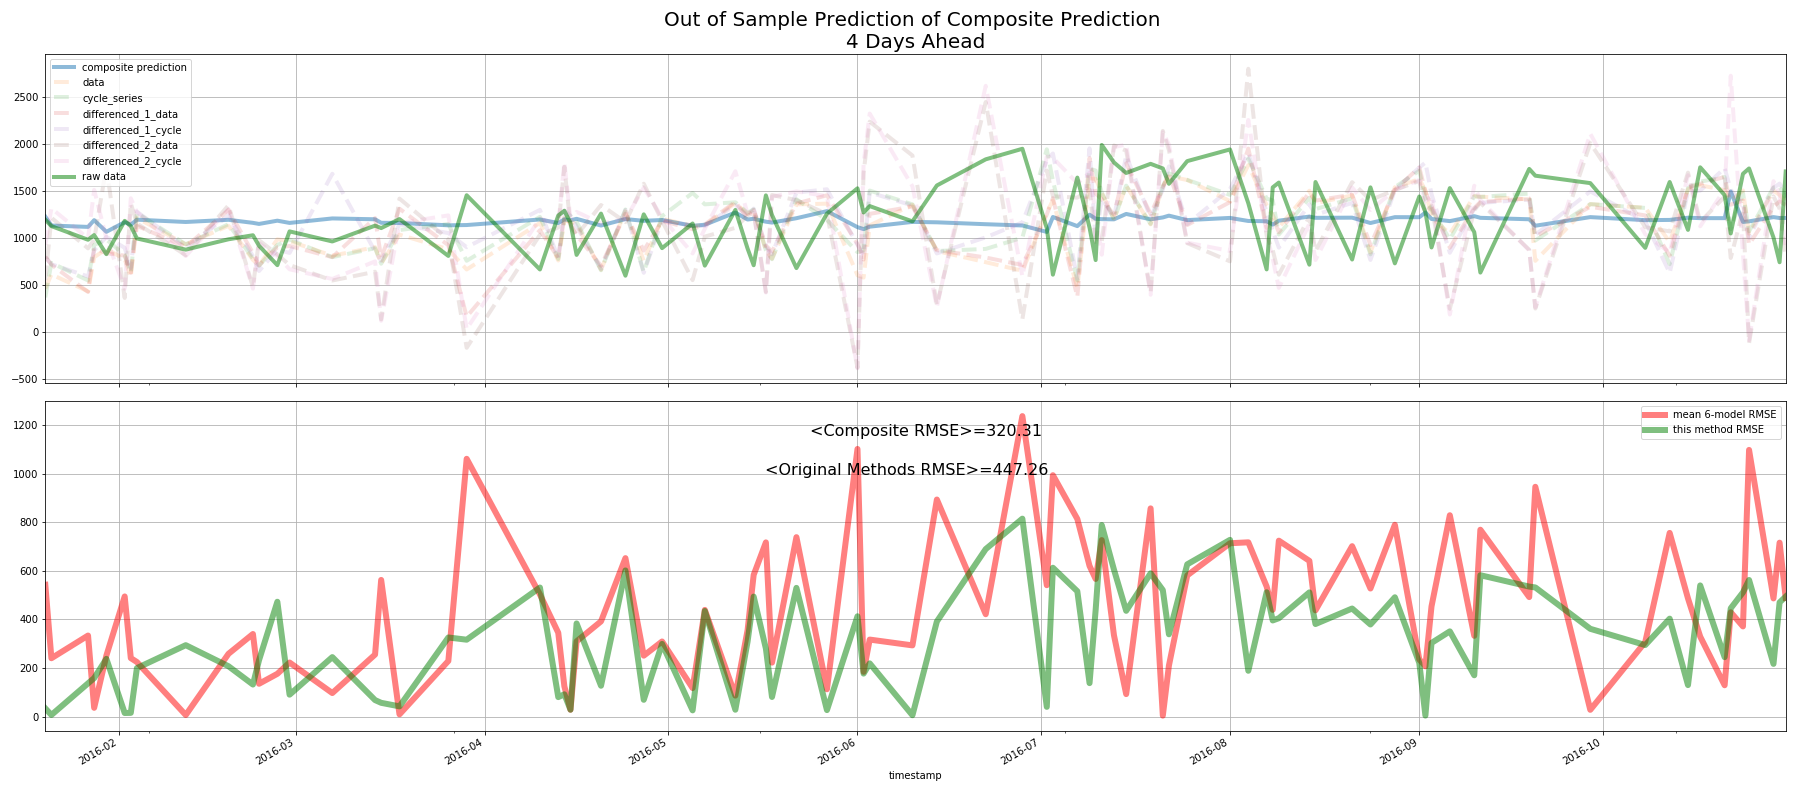 Out of Sample Prediction of Composite Prediction
4 Days Ahead
composite prediction
data
cycle_series
differenced_1_data
differenced_1_cycle
differenced_2_data
differenced_2_cycle
raw data
2500
2000
1500
1000
500
0
−500
<Composite RMSE>=320.31
<Original Methods RMSE>=447.26
mean 6-model RMSE
this method RMSE
1200
1000
800
600
400
200
0
2016-02
2016-03
2016-04
2016-05
2016-06
2016-07
2016-08
2016-09
2016-10
timestamp